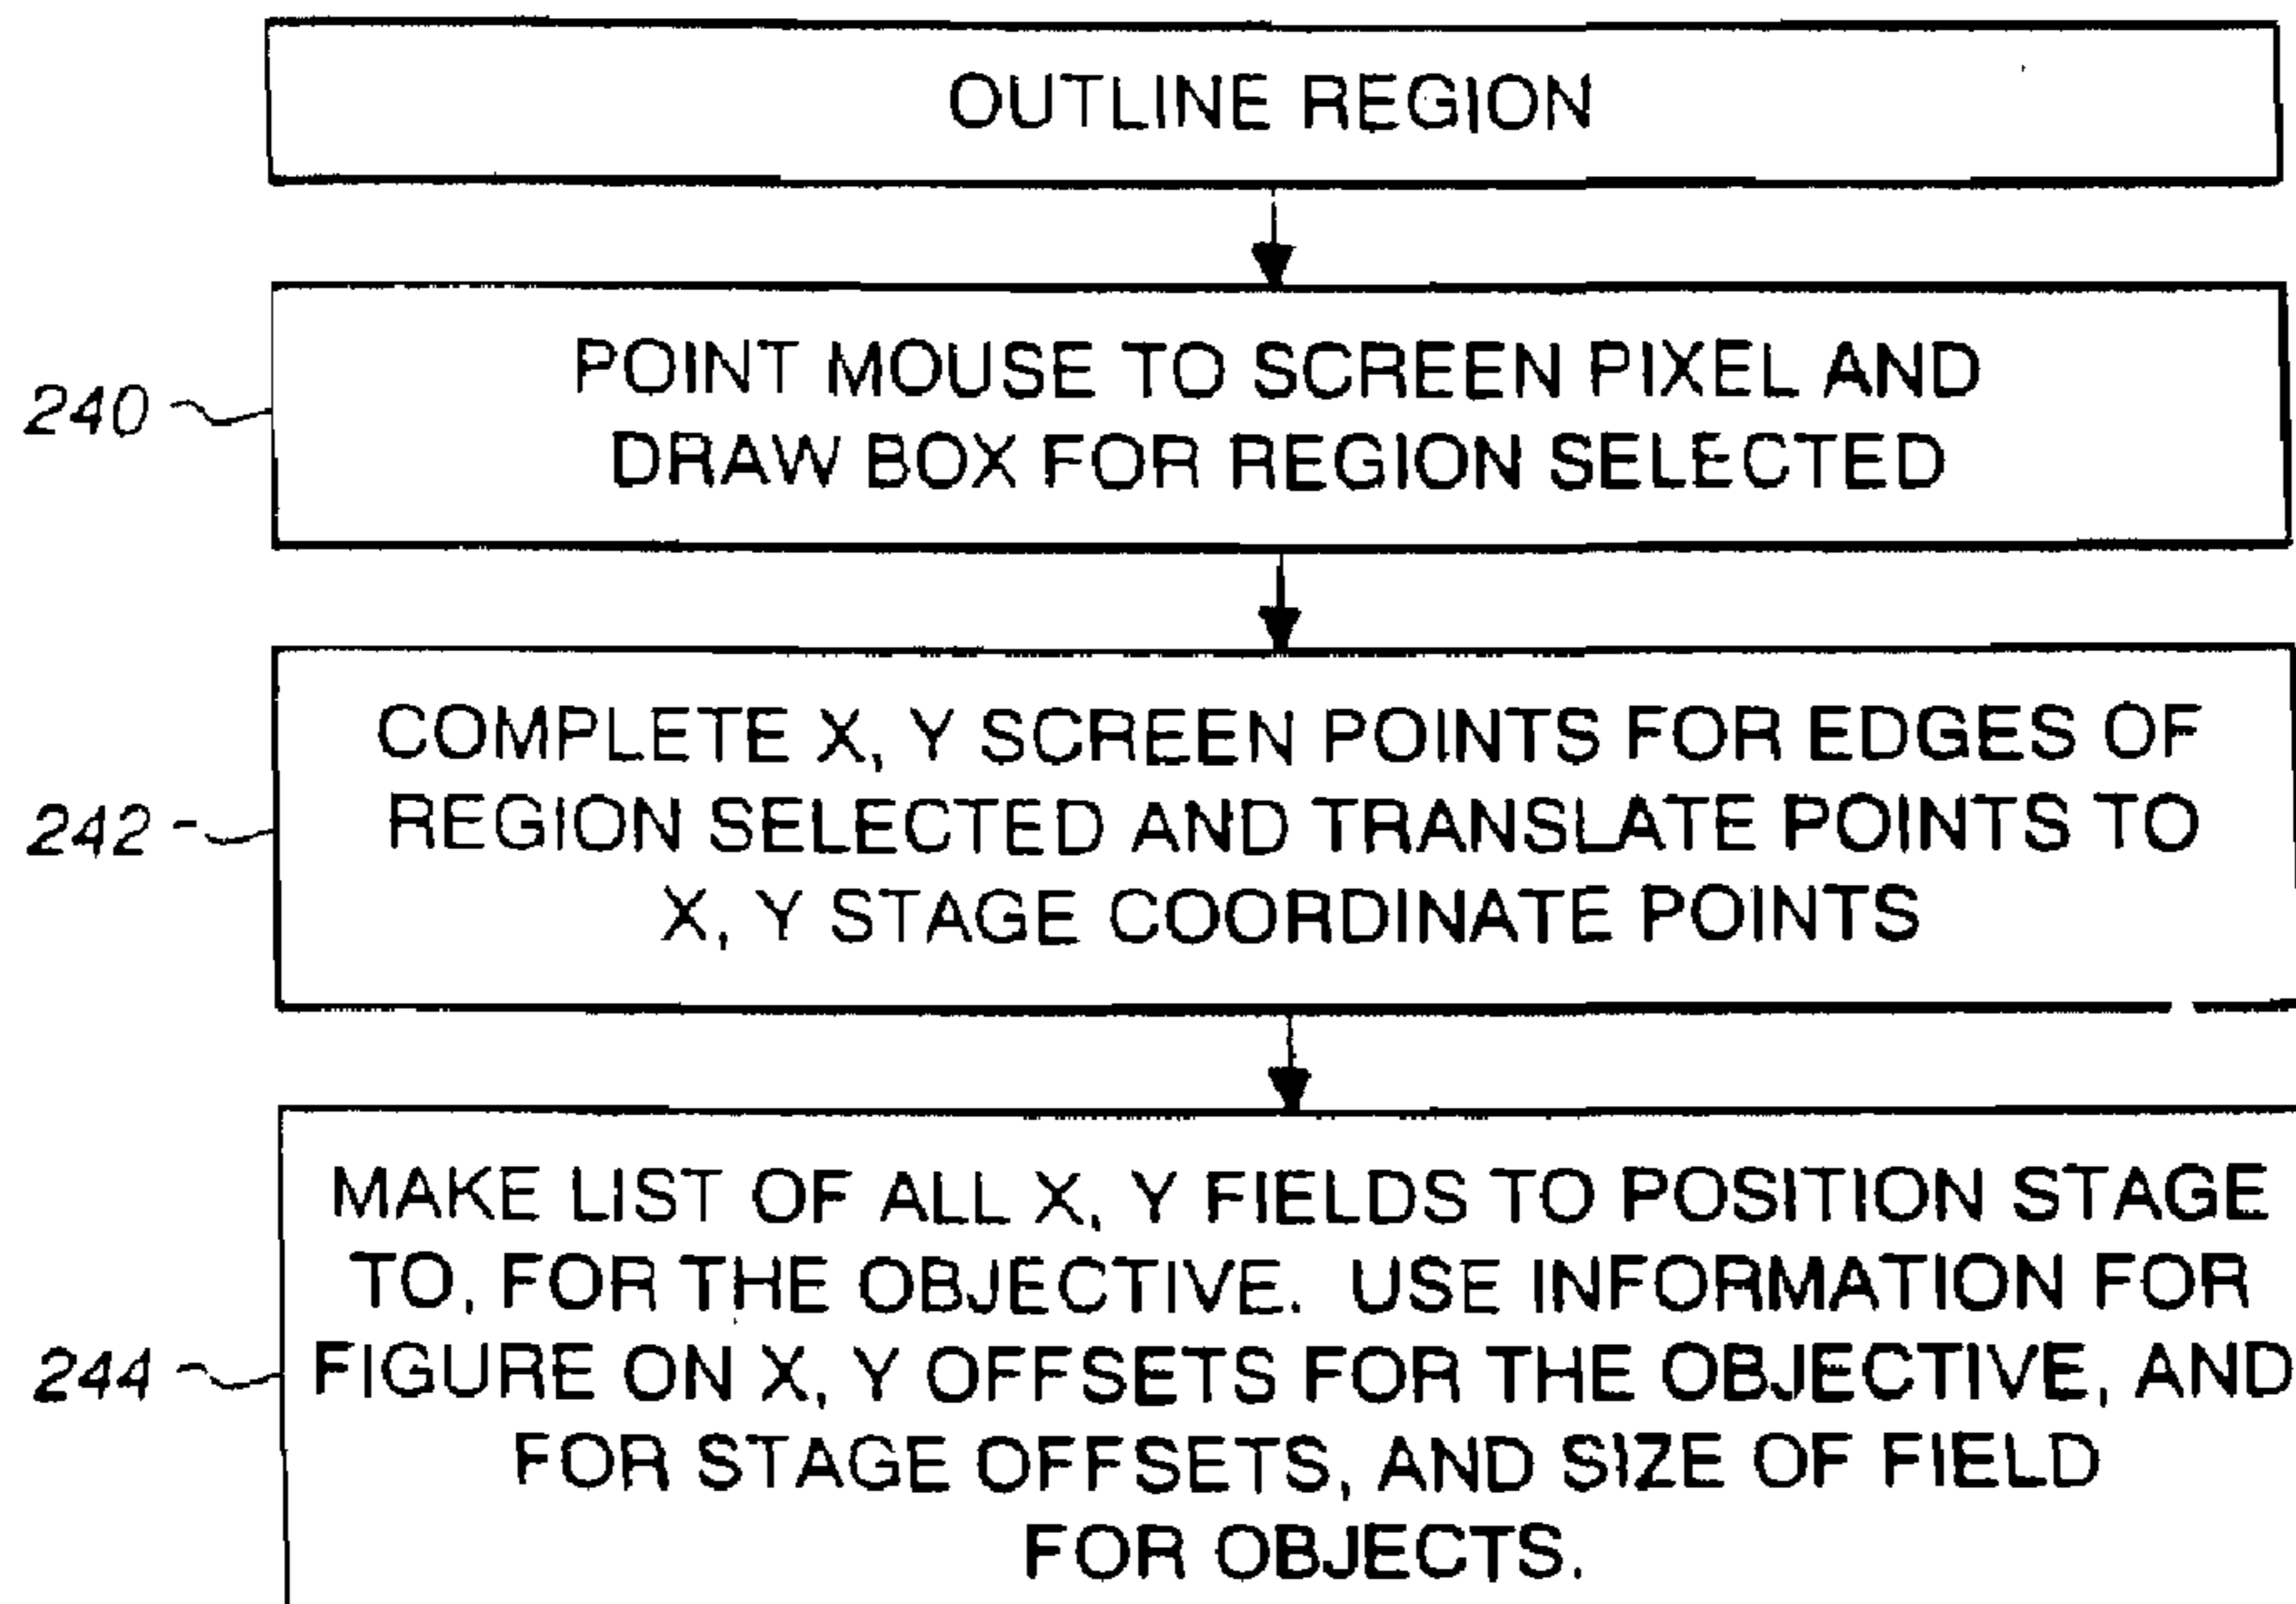 OUTLINE REGION
240
POINT MOUSE TO SCREEN PIXEL AND
DRAW BOX FOR REGION SELECTED
COMPLETE X, Y SCREEN POINTS FOR EDGES OF
242
REGION SELECTED AND TRANSLATE POINTS TO
X, Y STAGE COORDINATE POINTS
MAKE LIST OF ALL X, Y FIELDS TO POSITION STAGE
TO, FOR THE OBJECTIVE. USE INFORMATION FOR
244
FIGURE ON X, Y OFFSETS FOR THE OBJECTIVE, AND
FOR STAGE OFFSETS, AND SIZE OF FIELD
FOR OBJECTS.